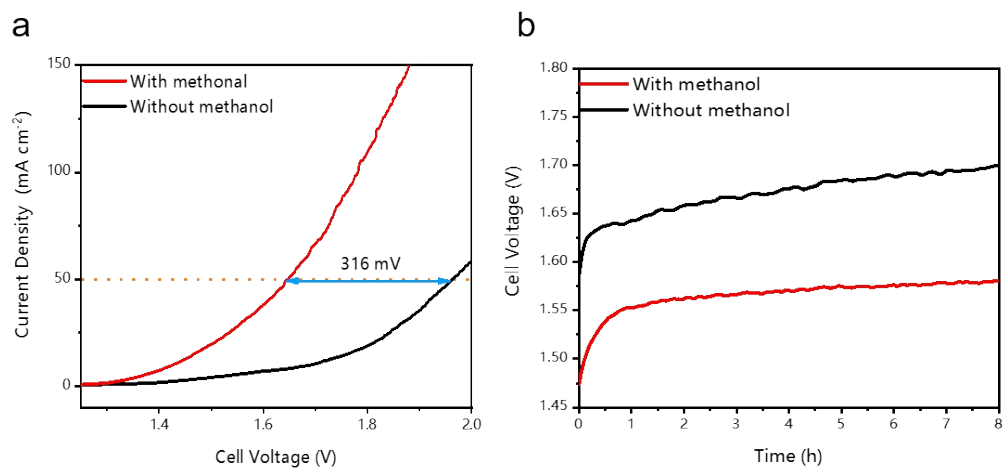 a
150
100
50
0
Current Density (mA cm-2)
With methonal
Without methanol
316 mV
1.4
1.6
1.8
2.0
Cell Voltage (V)
b
1.80
1.75
1.70
1.65
1.60
1.55
1.50
1.45
Cell Voltage (V)
With methanol
Without methanol
0
1
2
3
4
5
6
7
8
Time (h)